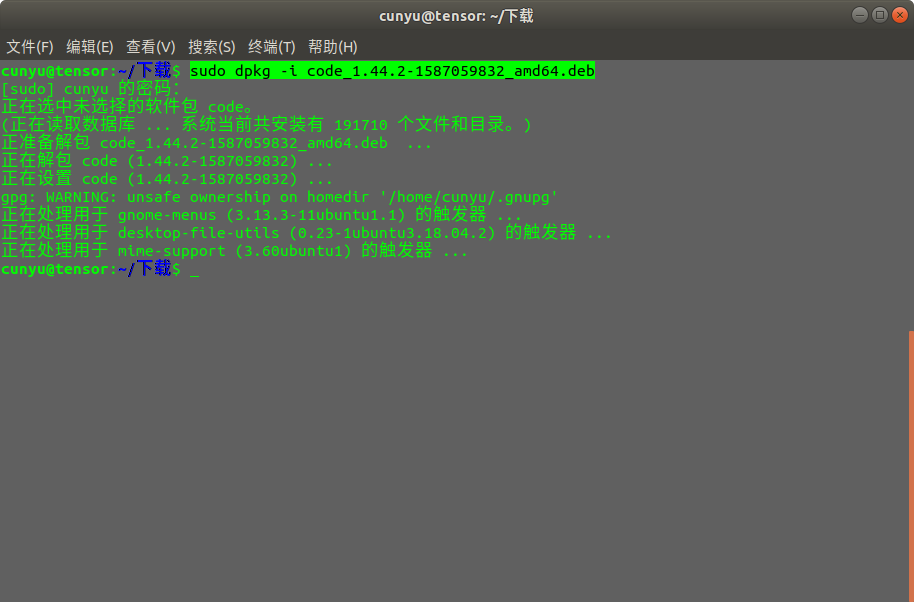 cunyu@tensor: ~/下载
文件(F) 编辑(E) 查看(V) 搜索(S) 终端(T) 帮助(H)
cunyu@tensor:~/下载$ sudo dpkg -i code_1.44.2-1587059832_amd64.deb
[sudo] cunyu 的密码：
正在选中未选择的软件包 code。
(正在读取数据库 ... 系统当前共安装有 191710 个文件和目录。)
正准备解包 code_1.44.2-1587059832_amd64.deb  ...
正在解包 code (1.44.2-1587059832) ...
正在设置 code (1.44.2-1587059832) ...
gpg: WARNING: unsafe ownership on homedir '/home/cunyu/.gnupg'
正在处理用于 gnome-menus (3.13.3-11ubuntu1.1) 的触发器 ...
正在处理用于 desktop-file-utils (0.23-1ubuntu3.18.04.2) 的触发器 ...
正在处理用于 mime-support (3.60ubuntu1) 的触发器 ...
cunyu@tensor:~/下载$ _